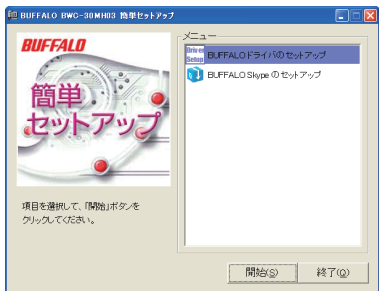 BUFFALO BWC-30MH03 簡単セットアップ
BUFFALO
簡単
セットアップ
項目を選択して、「開始」ボタンを
クリックしてください。
メニュー
Driver
Setup
BUFFALOドライバのセットアップ
BUFFALO Skype のセットアップ
開始(S)
終了(Q)